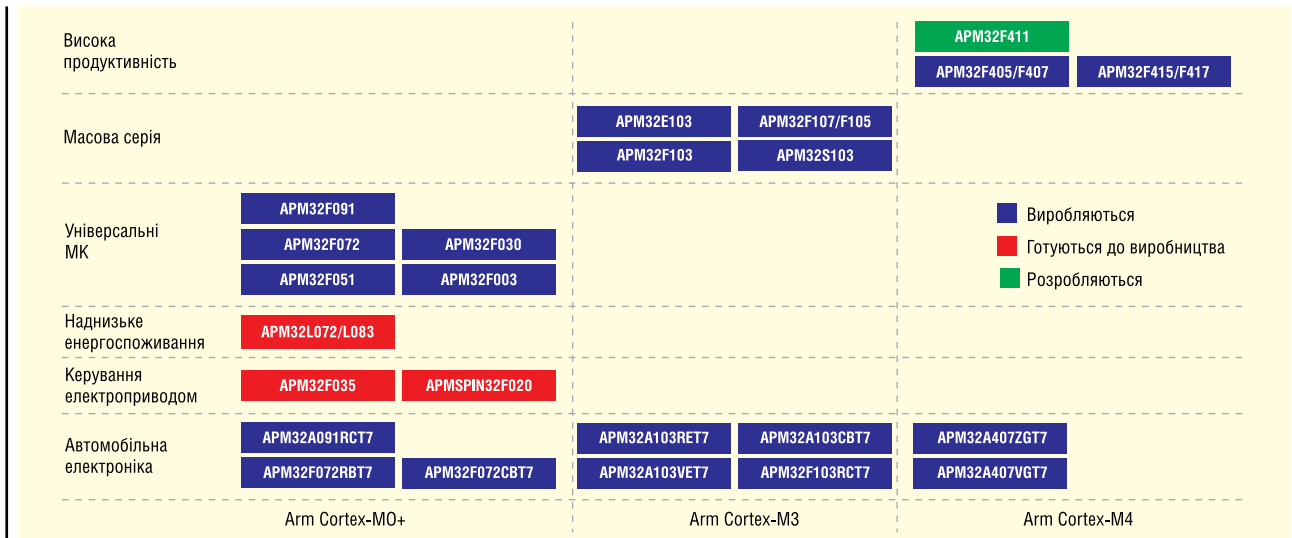 Висока
продуктивність
APM32F411
APM32F405/F407 APM32F415/F417
Масова серія
APM32E103 APM32F107/F105
APM32F103 APM32S103
Універсальні
МК
APM32F091
APM32F072 APM32F030
APM32F051 APM32F003
Виробляються
Готуються до виробництва
Розробляються
Наднизьке
енергоспоживання
APM32L072/L083
Керування
електроприводом
APM32F035 APMSPIN32F020
Автомобільна
електроніка
APM32A091RCT7 APM32A103RET7 APM32A103CBT7 APM32A407ZGT7
APM32F072RBT7 APM32F072CBT7 APM32A103VET7 APM32F103RCT7 APM32A407VGT7
Arm Cortex-M0+ Arm Cortex-M3 Arm Cortex-M4